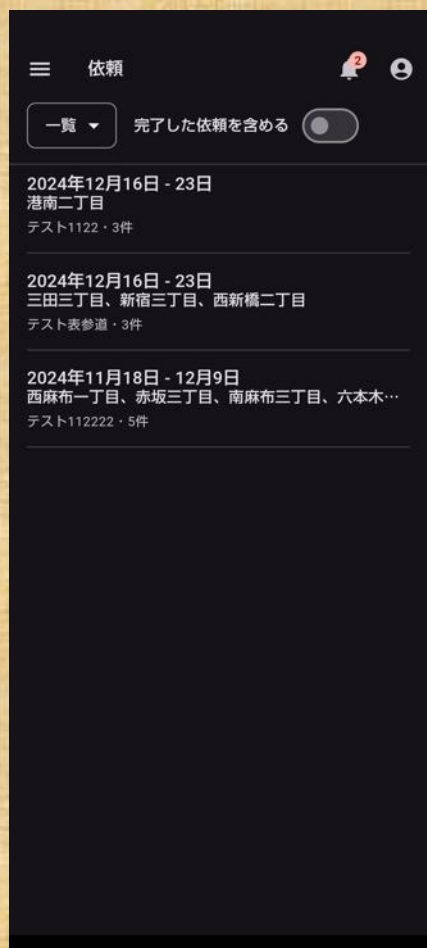 依頼
2
一覧
完了した依頼を含める
2024年12月16日 - 23日
港南二丁目
テスト1122・3件
2024年12月16日 - 23日
三田三丁目、新宿三丁目、西新橋二丁目
テスト表参道・3件
2024年11月18日 - 12月9日
西麻布一丁目、赤坂三丁目、南麻布三丁目、六本木…
テスト112222・5件